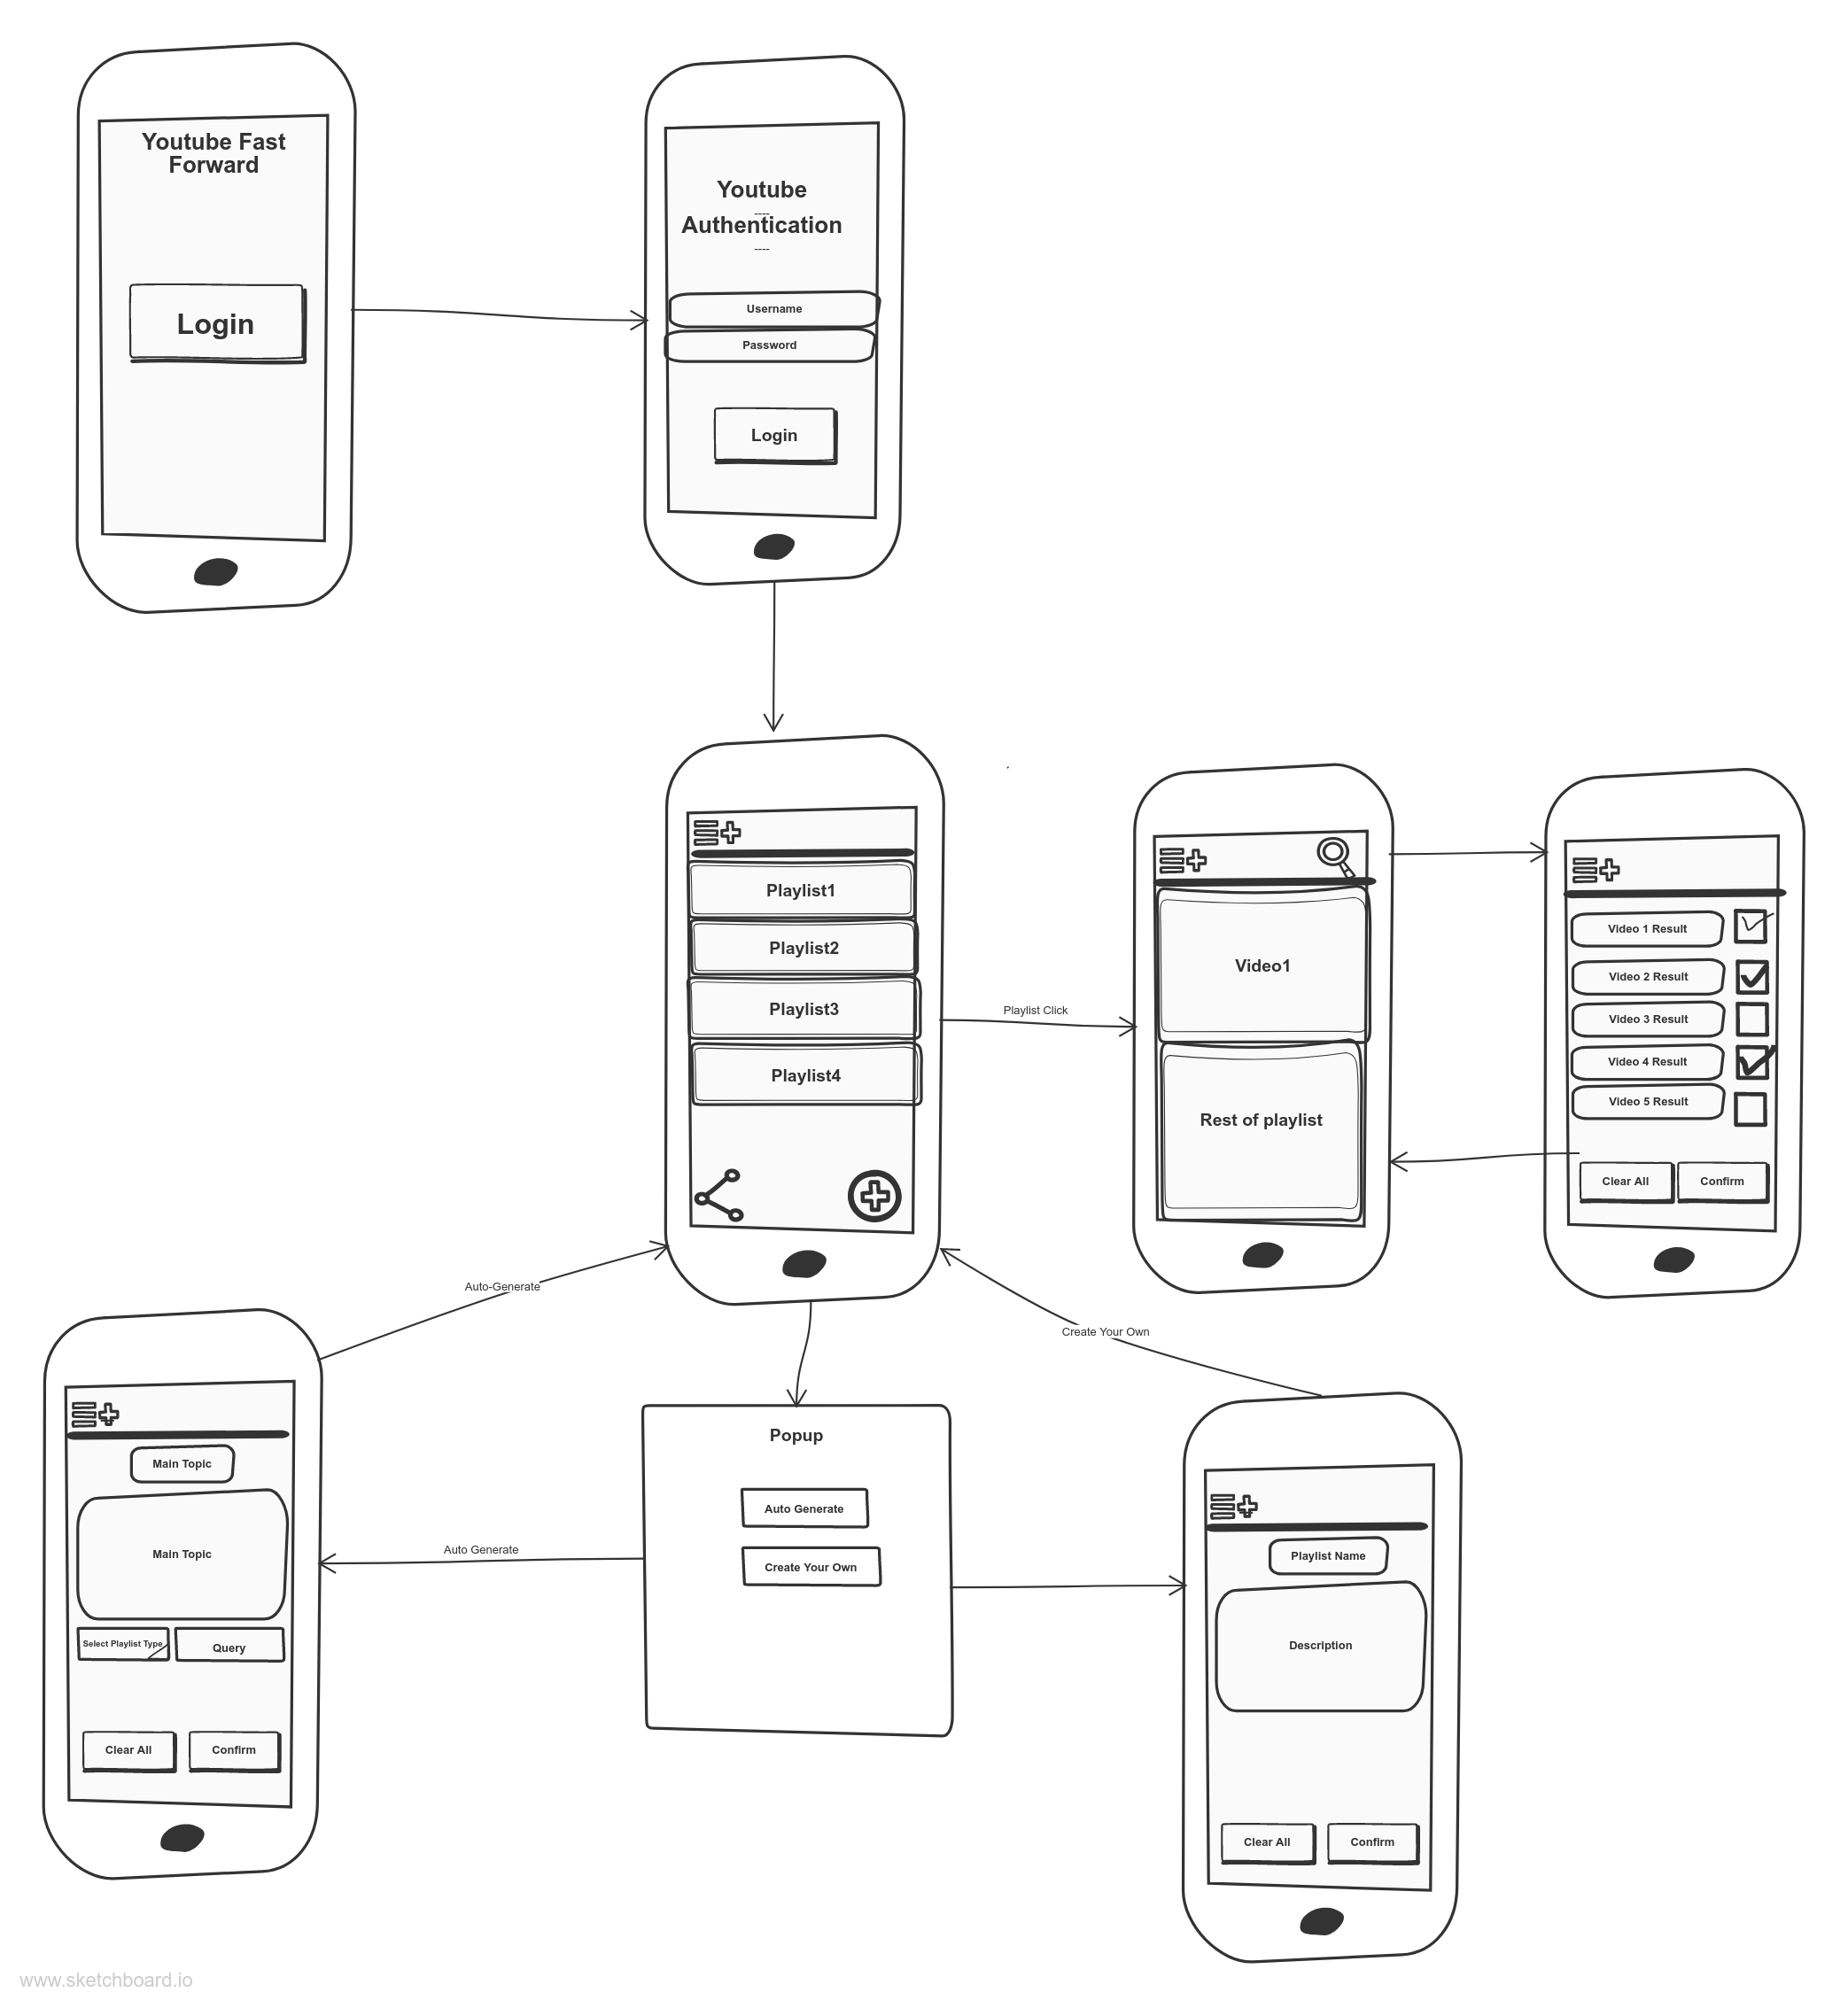 Youtube Fast
Forward
Login
Youtube
----
Authentication
----
Username
Password
Login
Playlist1
Playlist2
Playlist3
Playlist4
Playlist Click
Video1
Rest of playlist
Video 1 Result
Video 2 Result
Video 3 Result
Video 4 Result
Video 5 Result
Clear All
Confirm
Auto-Generate
Create Your Own
Main Topic
Main Topic
Select Playlist Type
Query
Clear All
Confirm
Auto Generate
Popup
Auto Generate
Create Your Own
Playlist Name
Description
Clear All
Confirm
www.sketchboard.io